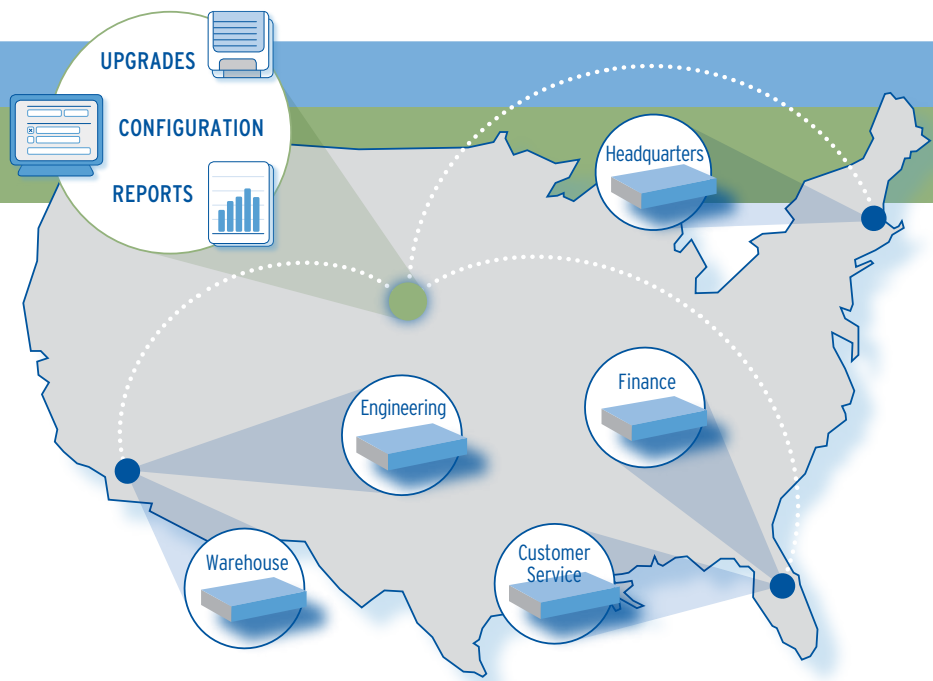 UPGRADES
CONFIGURATION
REPORTS
Headquarters
Finance
Engineering
Customer
Service
Warehouse